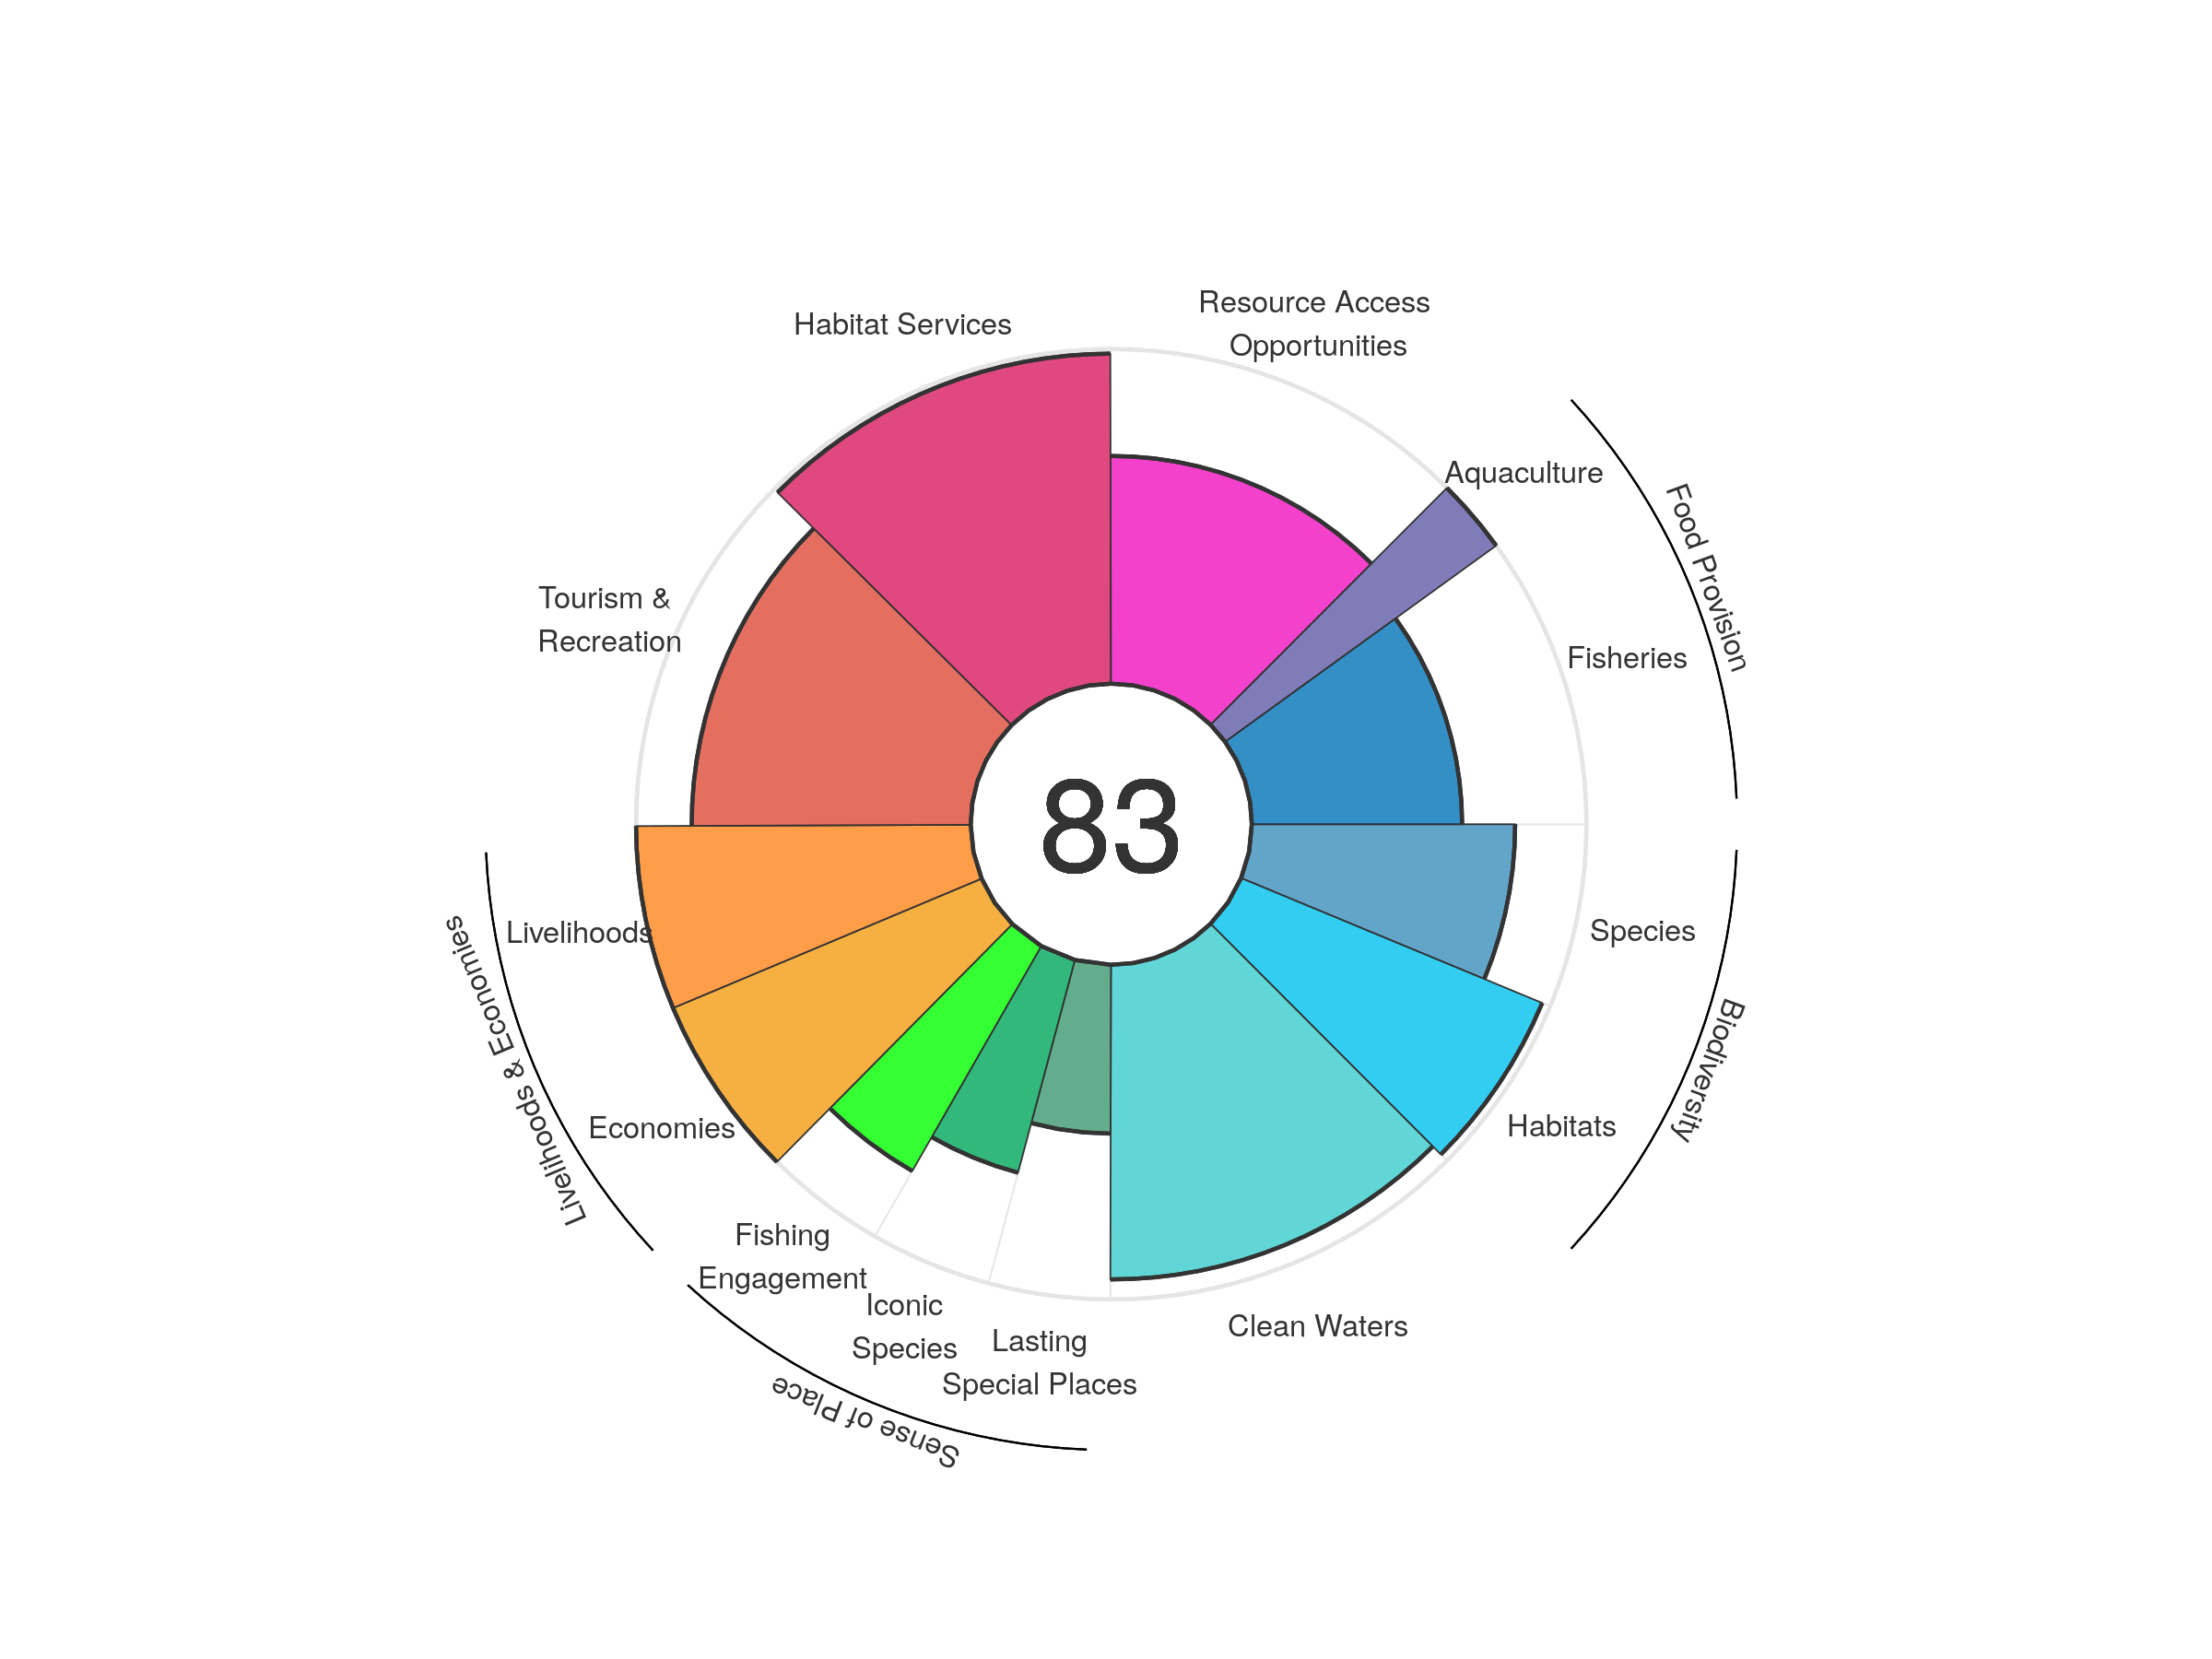 Resource Access
Opportunities
Habitat Services
Aquaculture
Food Provision
Tourism &
Recreation
Fisheries
83
Livelihoods
Species
Livelihoods & Economies
Biodiversity
Economies
Habitats
Fishing
Engagement
Iconic
Species
Lasting
Special Places
Clean Waters
Sense of Place